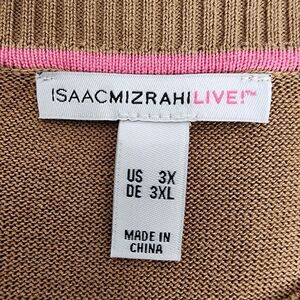 ISAACMIZRAHILIVE!™
US 3X
DE 3XL
MADE IN
CHINA